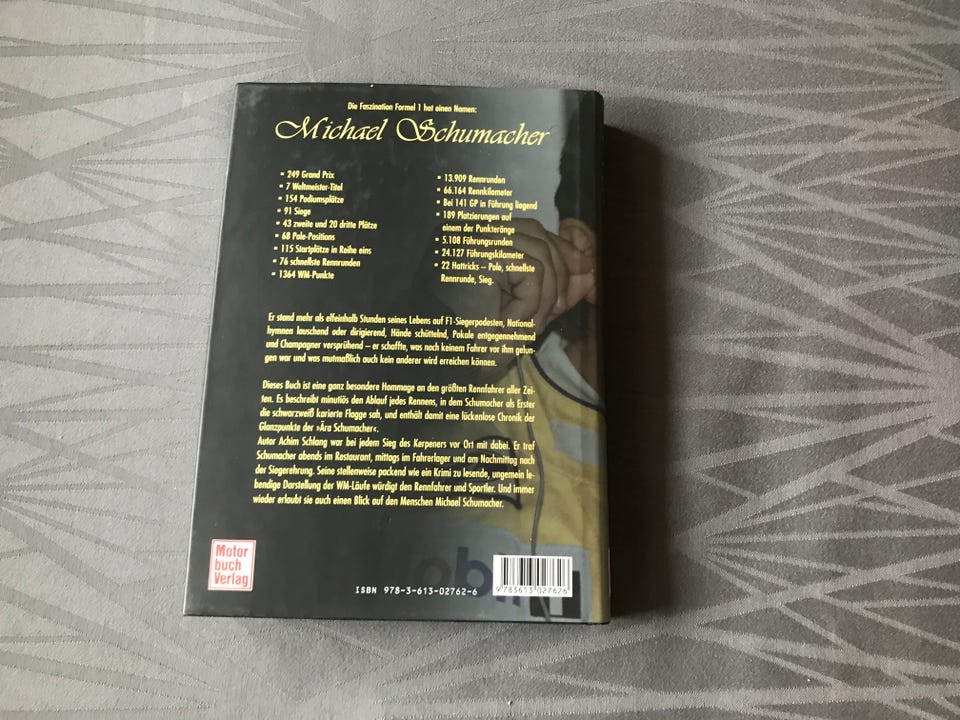 Die Faszination Formel 1 hat einen Namen:
Michael Schumacher
▪ 249 Grand Prix
▪ 7 Weltmeister-Titel
▪ 154 Podiumsplätze
▪ 91 Siege
▪ 43 zweite und 20 dritte Plätze
▪ 68 Pole-Positions
▪ 115 Startplätze in Reihe eins
▪ 76 schnellste Rennrunden
▪ 1364 WM-Punkte
▪ 13.909 Rennrunden
▪ 66.164 Rennkilometer
▪ Bei 141 GP in Führung liegend
▪ 189 Platzierungen auf
einem der Punkteränge
▪ 5.108 Führungsrunden
▪ 24.127 Führungskilometer
▪ 22 Hattricks – Pole, schnellste
Rennrunde, Sieg.
Er stand mehr als elfeinhalb Stunden seines Lebens auf F1-Siegerpodesten, National-
hymnen lauschend oder dirigierend, Hände schüttelnd, Pokale entgegennehmend
und Champagner versprühend – er schaffte, was noch keinem Fahrer vor ihm gelun-
gen war und was mutmaßlich auch kein anderer wird erreichen können.
Dieses Buch ist eine ganz besondere Hommage an den größten Rennfahrer aller Zei-
ten. Es beschreibt minutiös den Ablauf jedes Rennens, in dem Schumacher als Erster
die schwarzweiß karierte Flagge sah, und enthält damit eine lückenlose Chronik der
Glanzpunkte der »Ära Schumacher«.
Autor Achim Schlang war bei jedem Sieg des Kerpeners vor Ort mit dabei. Er traf
Schumacher abends im Restaurant, mittags im Fahrerlager und am Nachmittag nach
der Siegerehrung. Seine stellenweise packend wie ein Krimi zu lesende, ungemein le-
bendige Darstellung der WM-Läufe würdigt den Rennfahrer und Sportler. Und immer
wieder erlaubt sie auch einen Blick auf den Menschen Michael Schumacher.
Motor
buch
Verlag
ISBN 978-3-613-02762-6
9 783613 027626